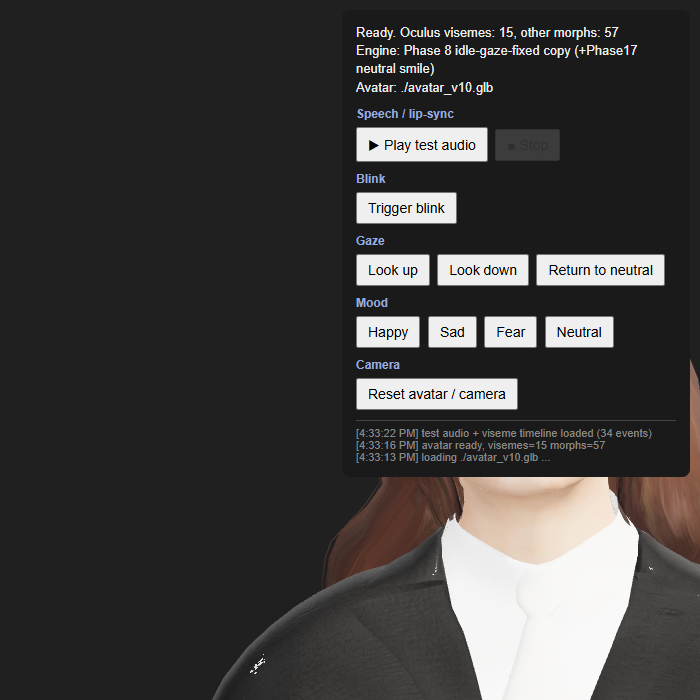 Ready. Oculus visemes: 15, other morphs: 57
Engine: Phase 8 idle-gaze-fixed copy (+Phase17
neutral smile)
Avatar: ./avatar_v10.glb
Speech / lip-sync
▶ Play test audio
■ Stop
Blink
Trigger blink
Gaze
Look up
Look down
Return to neutral
Mood
Happy
Sad
Fear
Neutral
Camera
Reset avatar / camera
[4:33:22 PM] test audio + viseme timeline loaded (34 events)
[4:33:16 PM] avatar ready, visemes=15 morphs=57
[4:33:13 PM] loading ./avatar_v10.glb ...